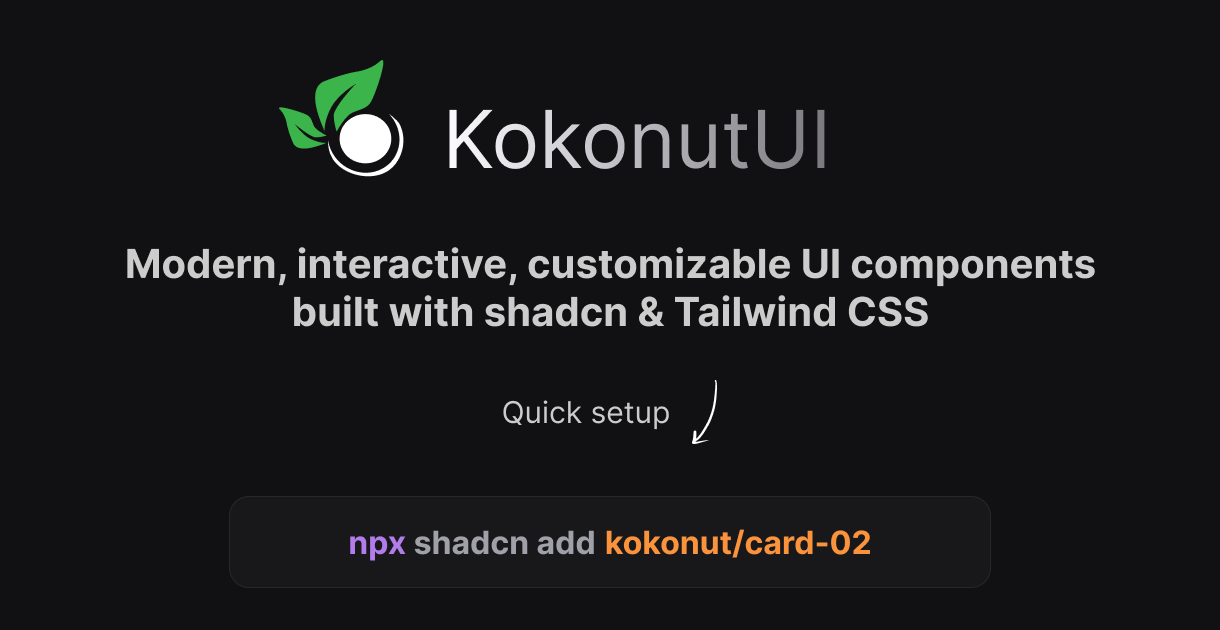 KokonutUI
Modern, interactive, customizable UI components
built with shadcn & Tailwind CSS
Quick setup
npx shadcn add kokonut/card-02